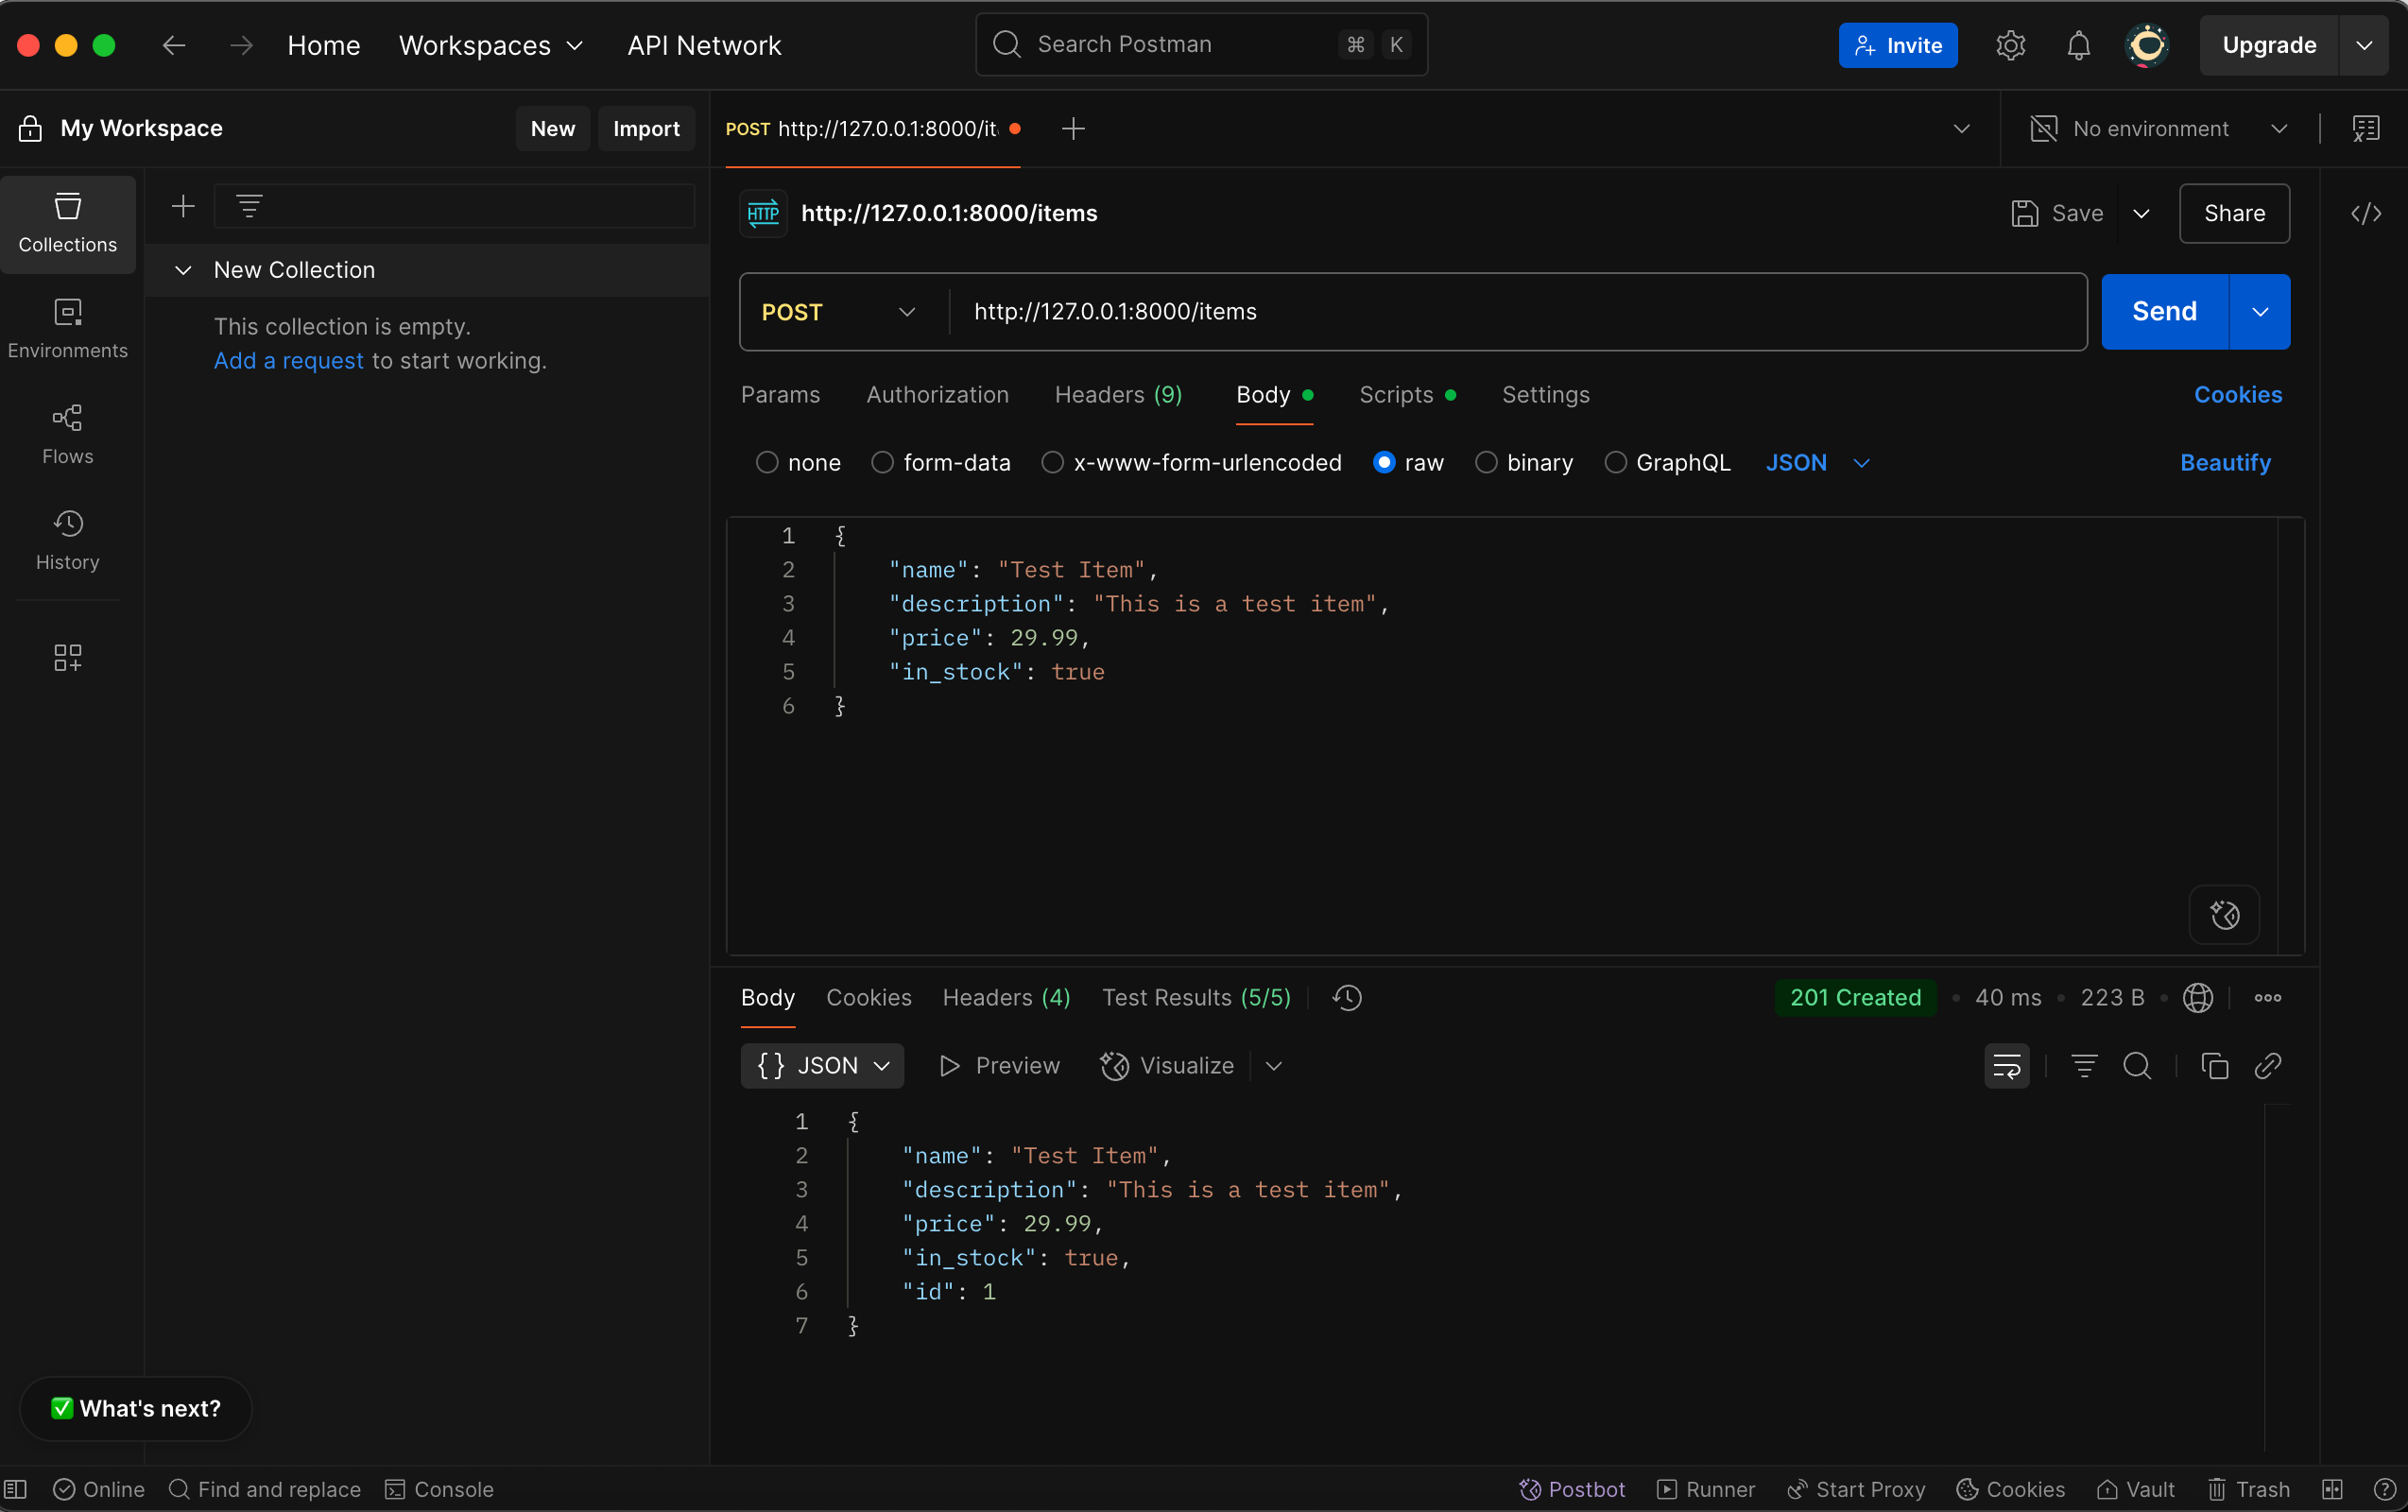 Home Workspaces API Network Search Postman ⌘ K Invite Upgrade
My Workspace New Import POST http://127.0.0.1:8000/it No environment
Collections
Environments
Flows
History
New Collection
This collection is empty.
Add a request to start working.
HTTP http://127.0.0.1:8000/items Save Share
POST http://127.0.0.1:8000/items Send
Params Authorization Headers (9) Body Scripts Settings Cookies
none form-data x-www-form-urlencoded raw binary GraphQL JSON Beautify
1 {
2 "name": "Test Item",
3 "description": "This is a test item",
4 "price": 29.99,
5 "in_stock": true
6 }
Body Cookies Headers (4) Test Results (5/5) 201 Created • 40 ms • 223 B •
{} JSON Preview Visualize
1 {
2 "name": "Test Item",
3 "description": "This is a test item",
4 "price": 29.99,
5 "in_stock": true,
6 "id": 1
7 }
✅ What's next?
Online Find and replace Console Postbot Runner Start Proxy Cookies Vault Trash